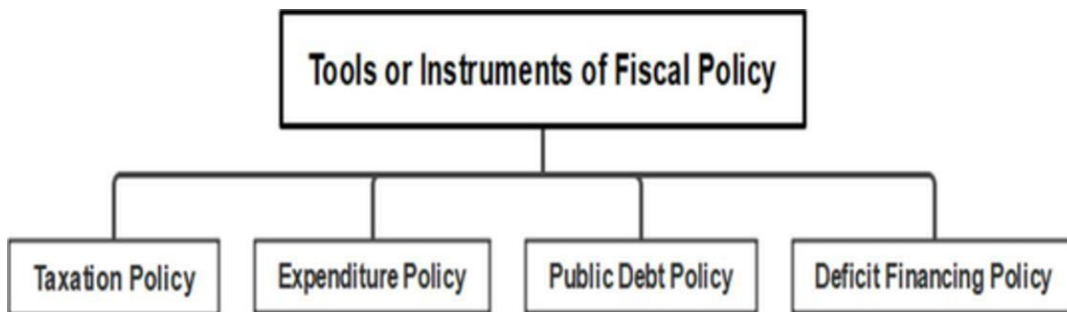 Tools or Instruments of Fiscal Policy
Taxation Policy
Expenditure Policy
Public Debt Policy
Deficit Financing Policy